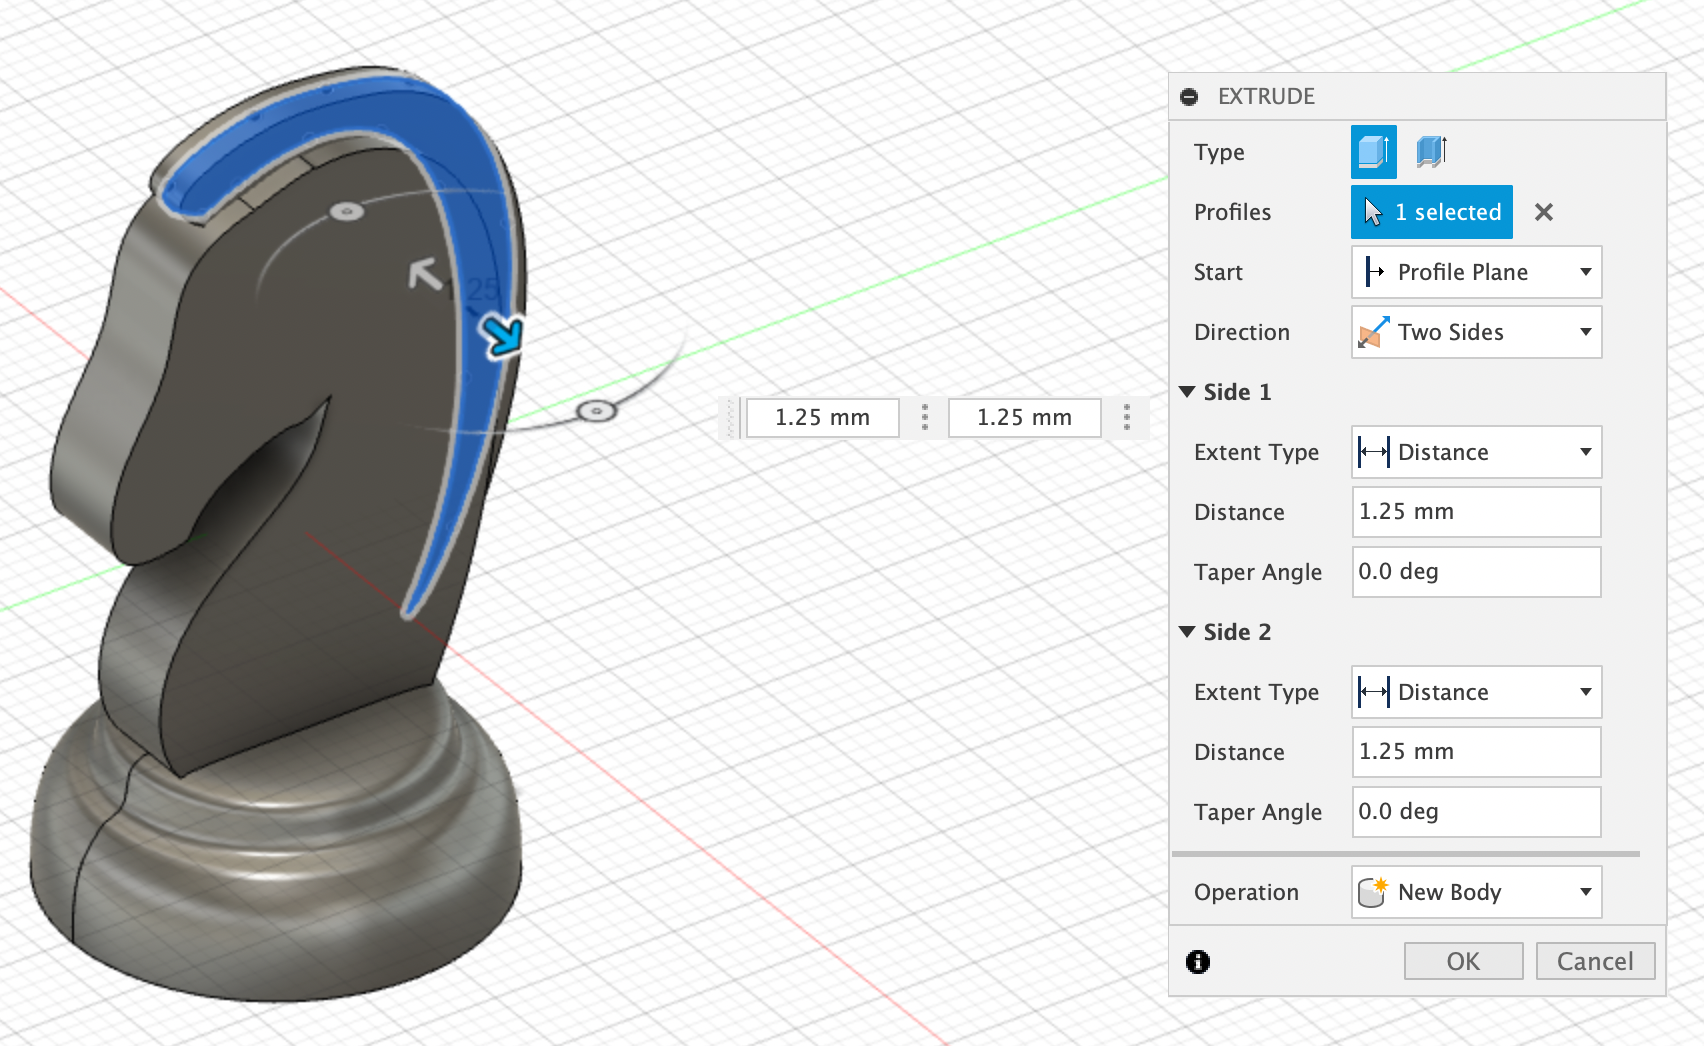 EXTRUDE
Type
Profiles 1 selected
Start Profile Plane
Direction Two Sides
Side 1
Extent Type Distance
Distance 1.25 mm
Taper Angle 0.0 deg
Side 2
Extent Type Distance
Distance 1.25 mm
Taper Angle 0.0 deg
Operation New Body
OK Cancel
1.25
1.25 mm 1.25 mm